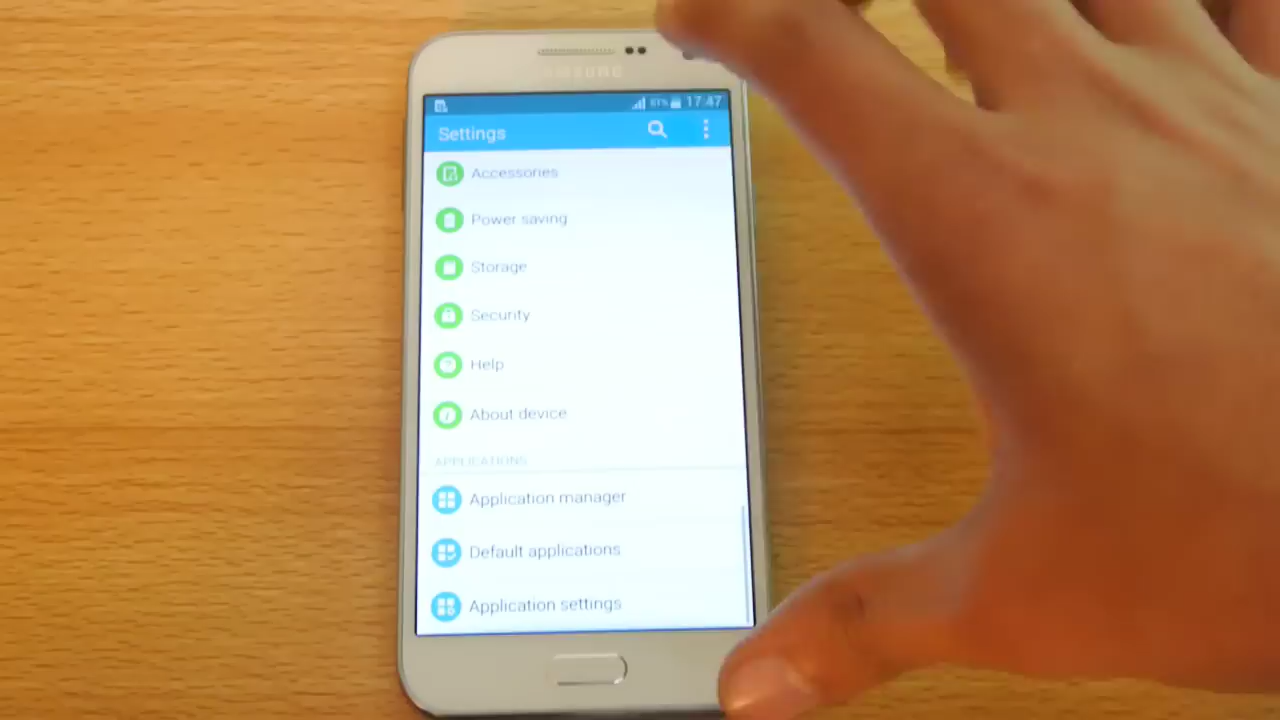 SAMSUNG
17:47
Settings
Accessories
Power saving
Storage
Security
Help
About device
APPLICATIONS
Application manager
Default applications
Application settings